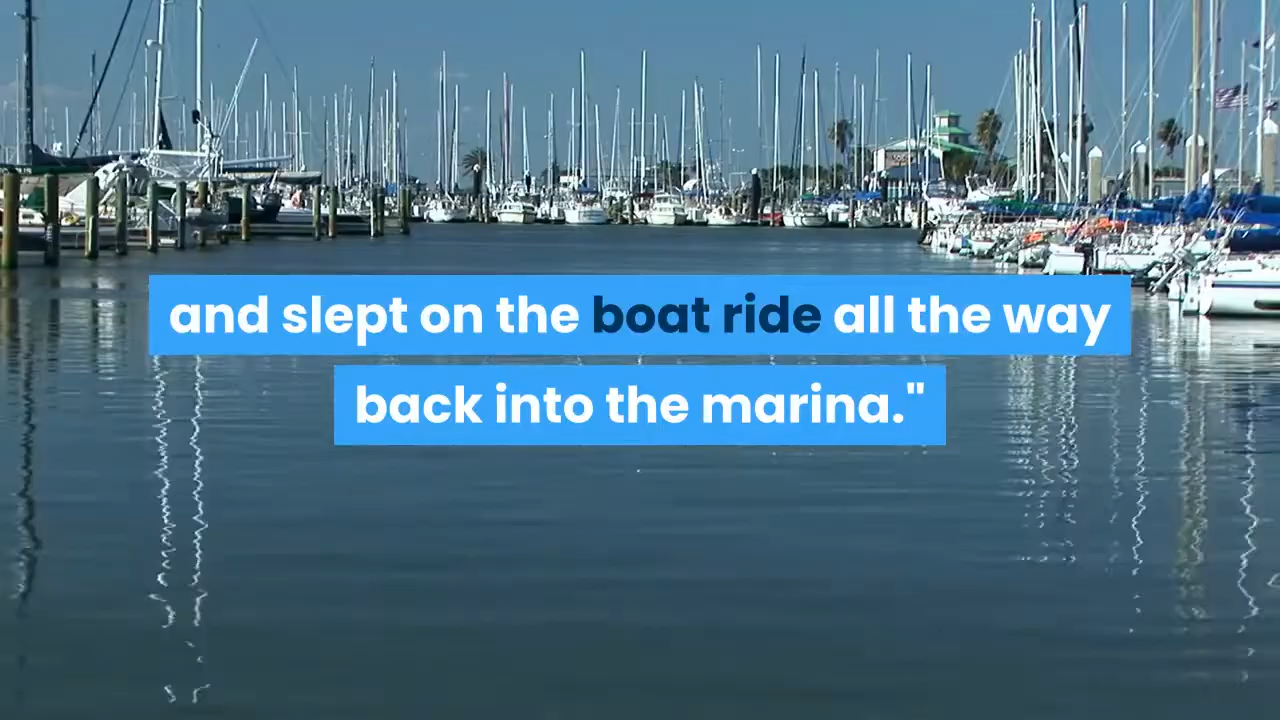 and slept on the boat ride all the way
back into the marina."